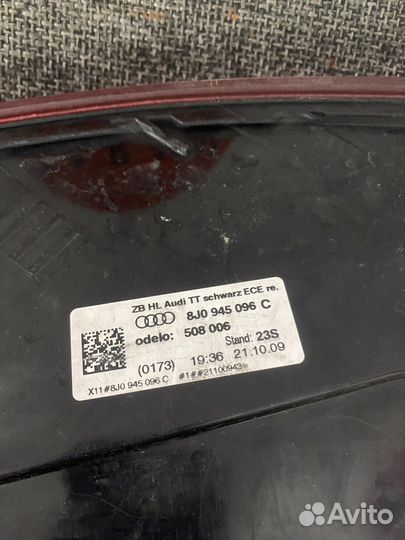 ZB HL Audi TT schwarz ECE re.
8J0 945 096 C
odelo: 508 006
Stand: 23S
(0173) 19:36 21.10.09
X11#8J0 945 096 C #1##21100943#
Avito